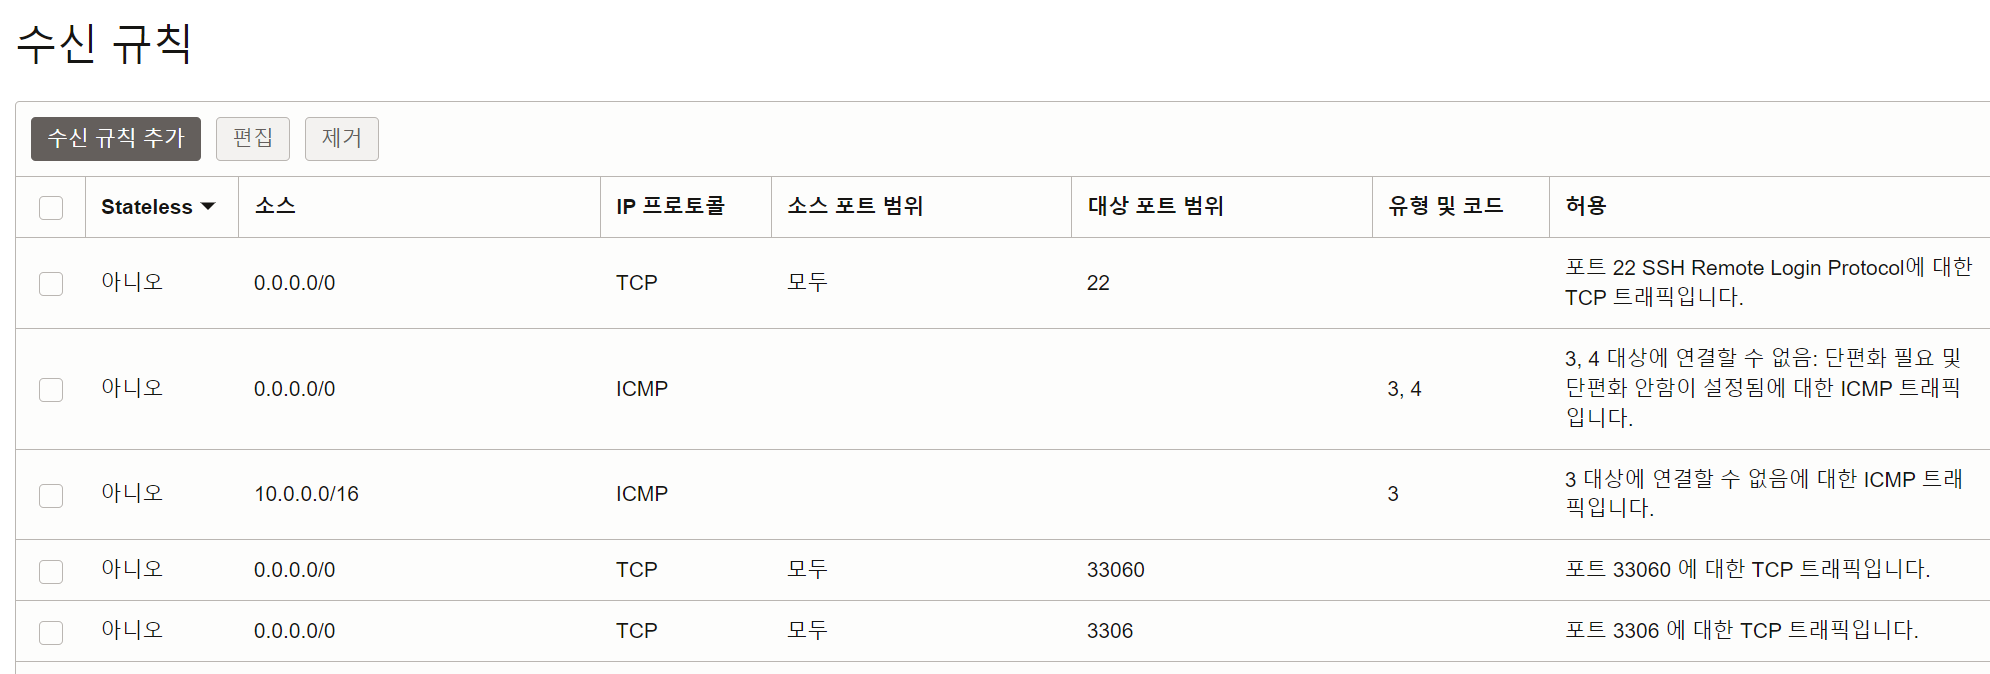 수신 규칙
수신 규칙 추가 편집 제거
Stateless 소스 IP 프로토콜 소스 포트 범위 대상 포트 범위 유형 및 코드 허용
아니오 0.0.0.0/0 TCP 모두 22 포트 22 SSH Remote Login Protocol에 대한
TCP 트래픽입니다.
아니오 0.0.0.0/0 ICMP 3, 4 3, 4 대상에 연결할 수 없음: 단편화 필요 및
단편화 안함이 설정됨에 대한 ICMP 트래픽
입니다.
아니오 10.0.0.0/16 ICMP 3 3 대상에 연결할 수 없음에 대한 ICMP 트래
픽입니다.
아니오 0.0.0.0/0 TCP 모두 33060 포트 33060 에 대한 TCP 트래픽입니다.
아니오 0.0.0.0/0 TCP 모두 3306 포트 3306 에 대한 TCP 트래픽입니다.